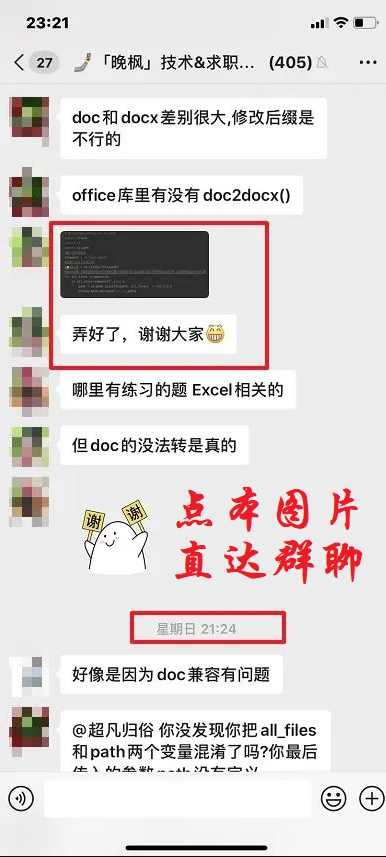 23:21
27
「晚枫」技术&求职... (405)
doc和docx差别很大,修改后缀是
不行的
office库里有没有doc2docx()
弄好了，谢谢大家
哪里有练习的题 Excel相关的
但doc的没法转是真的
谢 谢
点本图片
直达群聊
星期日 21:24
好像是因为doc兼容有问题
@超凡归俗 你没发现你把all_files
和path两个变量混淆了吗?你最后